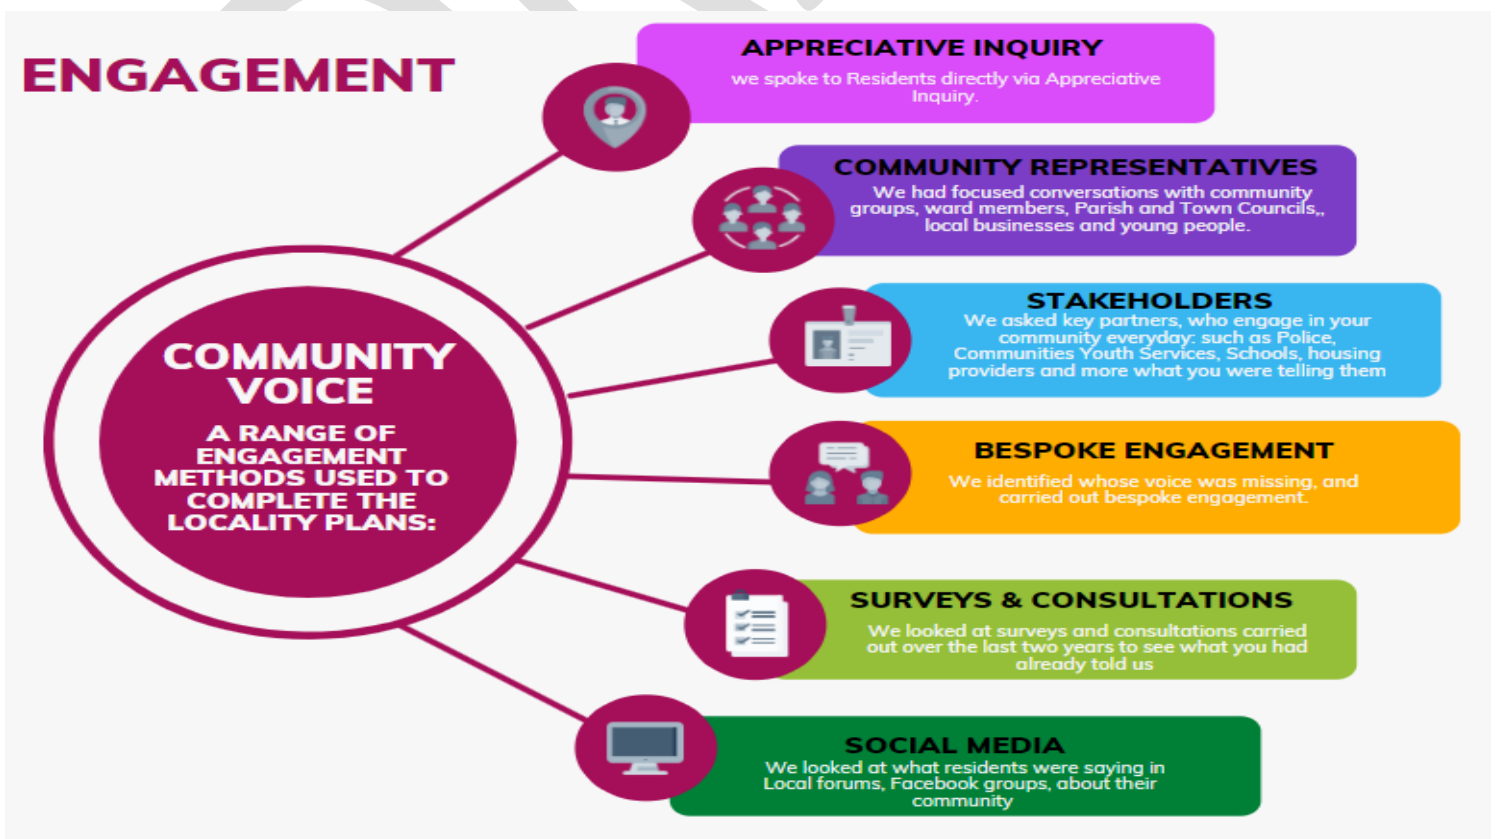 ENGAGEMENT
APPRECIATIVE INQUIRY
we spoke to Residents directly via Appreciative
Inquiry.
COMMUNITY REPRESENTATIVES
We had focused conversations with community
groups, ward members, Parish and Town Councils,,
local businesses and young people.
STAKEHOLDERS
We asked key partners, who engage in your
community everyday: such as Police,
Communities Youth Services, Schools, housing
providers and more what you were telling them
COMMUNITY
VOICE
A RANGE OF
ENGAGEMENT
METHODS USED TO
COMPLETE THE
LOCALITY PLANS:
BESPOKE ENGAGEMENT
We identified whose voice was missing, and
carried out bespoke engagement.
SURVEYS & CONSULTATIONS
We looked at surveys and consultations carried
out over the last two years to see what you had
already told us
SOCIAL MEDIA
We looked at what residents were saying in
Local forums, Facebook groups, about their
community